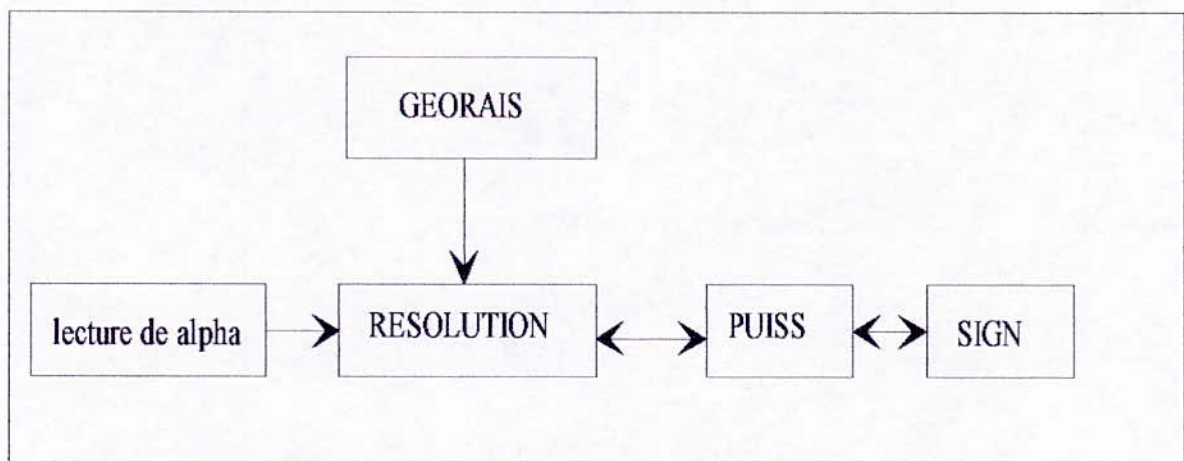 GEORAIS
lecture de alpha
RESOLUTION
PUISS
SIGN